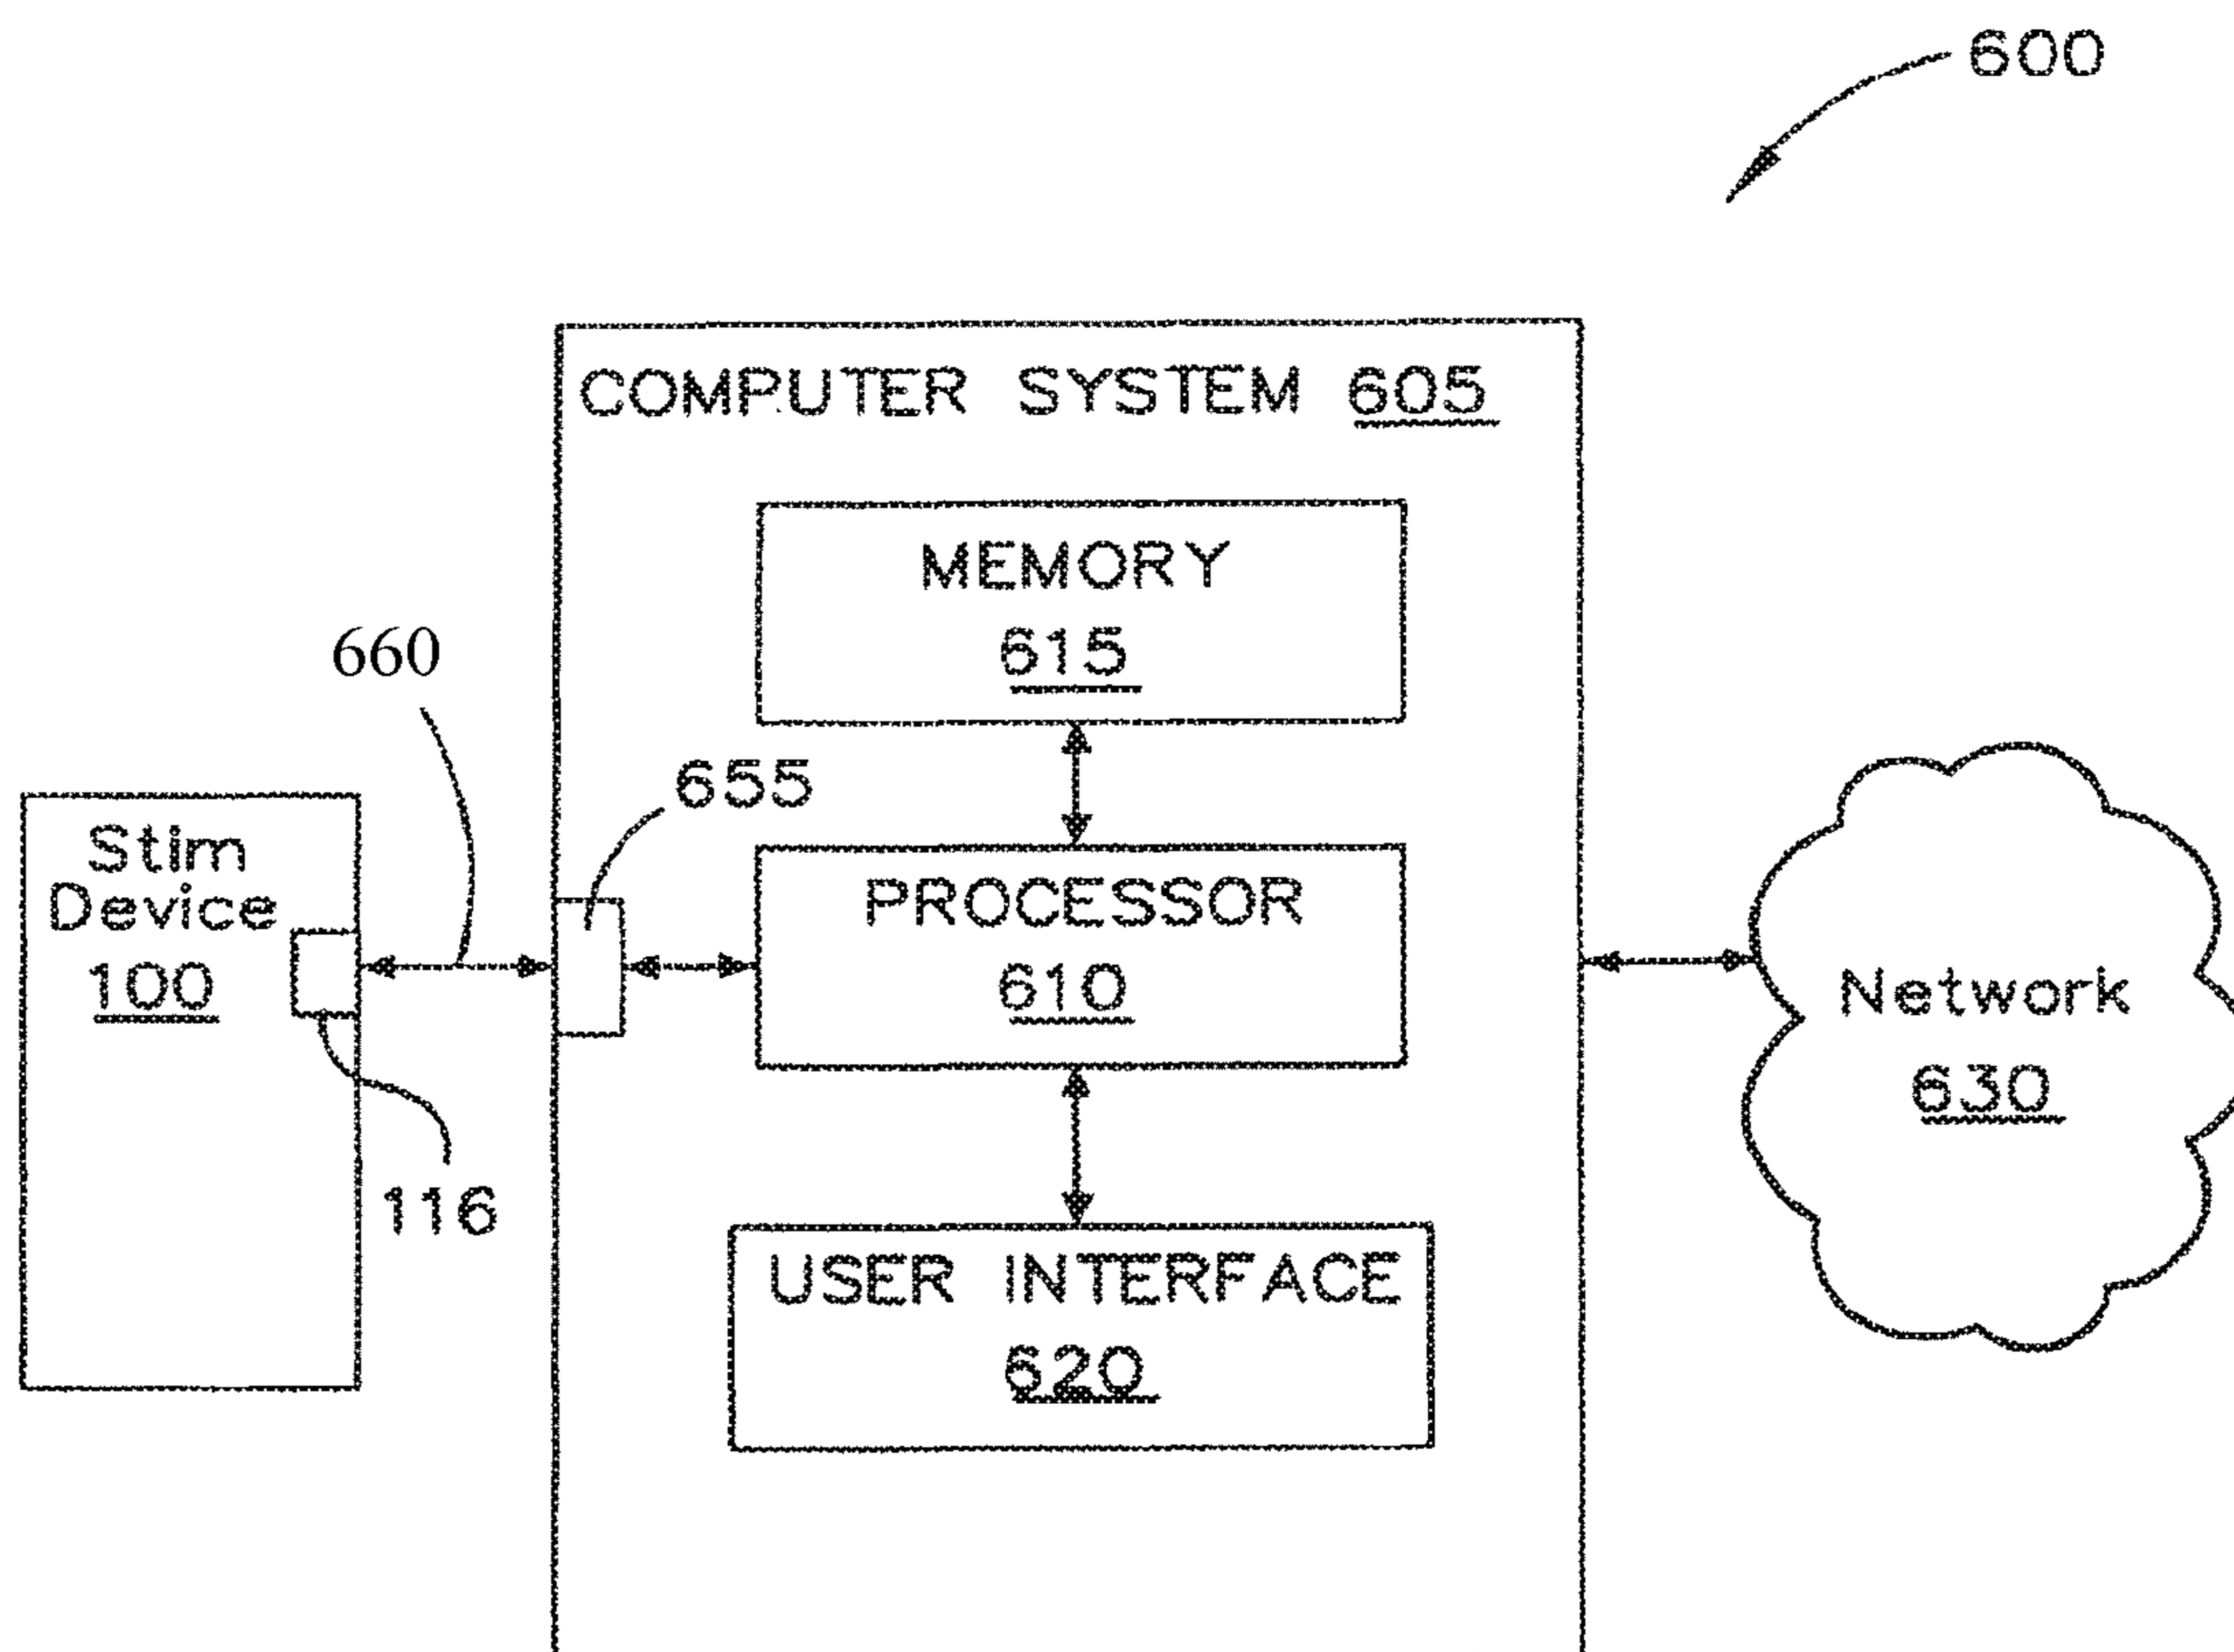 600
COMPUTER SYSTEM 605
MEMORY
615
660
655
Stim
Device
100
PROCESSOR
610
Network
630
116
USER INTERFACE
620